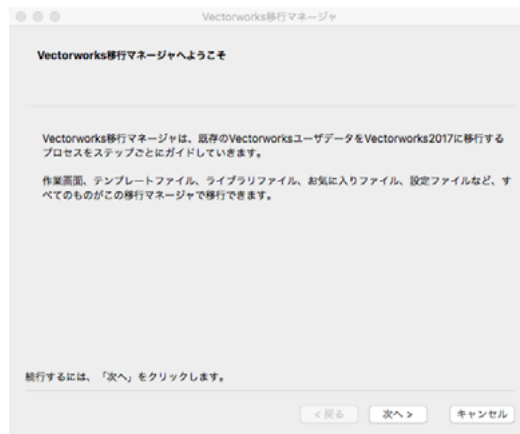 Vectorworks移行マネージャ
Vectorworks移行マネージャへようこそ
Vectorworks移行マネージャは、既存のVectorworksユーザデータをVectorworks2017に移行する
プロセスをステップごとにガイドしていきます。
作業画面、テンプレートファイル、ライブラリファイル、お気に入りファイル、設定ファイルなど、す
べてのものがこの移行マネージャで移行できます。
続行するには、「次へ」をクリックします。
< 戻る 次へ > キャンセル